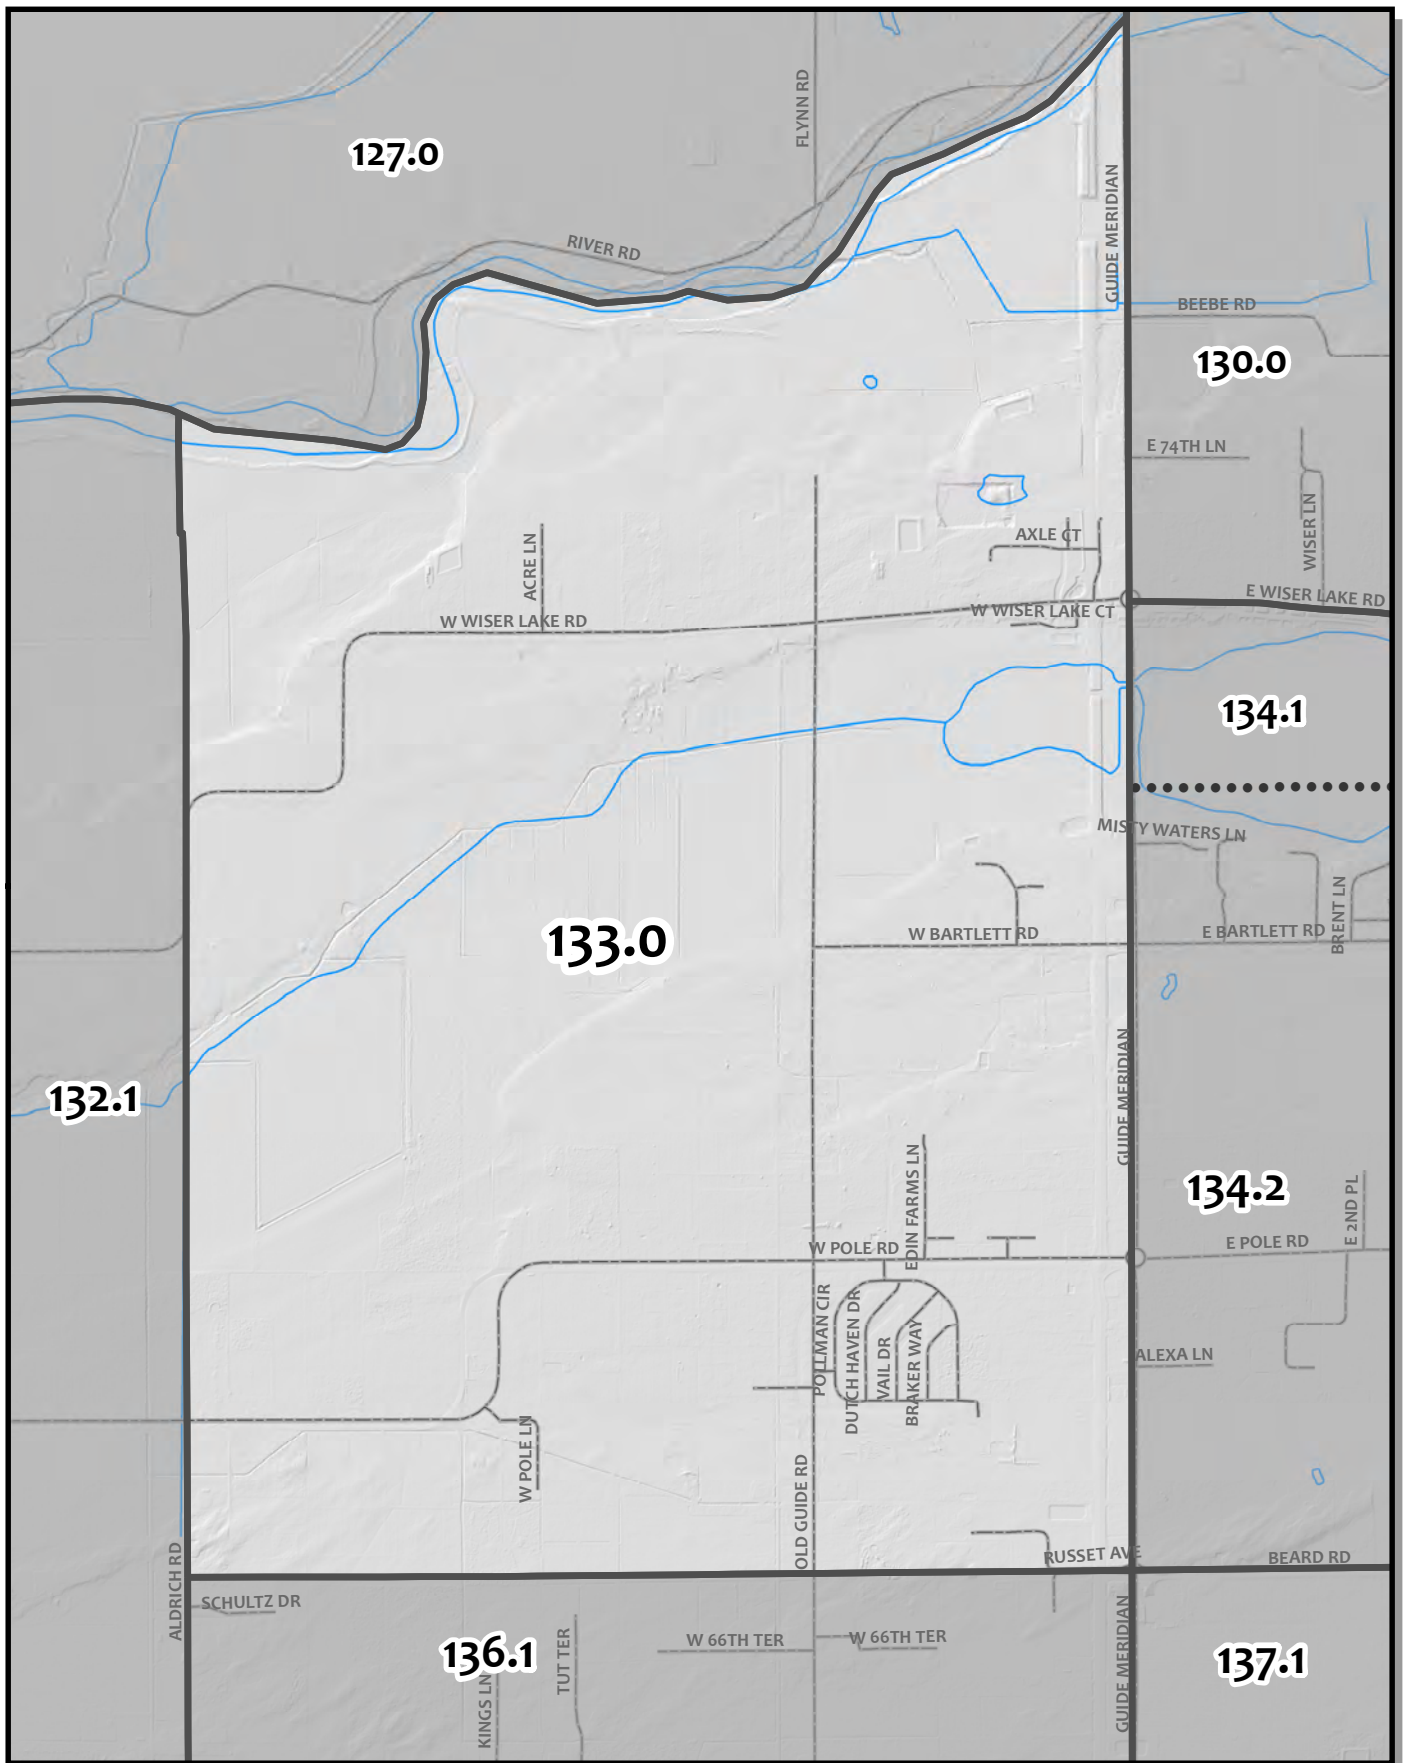 FLYNN RD
127.0
GUIDE MERIDIAN
RIVER RD
BEEBE RD
130.0
E 74TH LN
WISER LN
ACRE LN
AXLE CT
E WISER LAKE RD
W WISER LAKE CT
W WISER LAKE RD
134.1
MISTY WATERS LN
BRENT LN
W BARTLETT RD
E BARTLETT RD
133.0
GUIDE MERIDIAN
132.1
EDIN FARMS LN
134.2
E 2ND PL
W POLE RD
E POLE RD
POLLMAN CIR
DUTCH HAVEN DR
VAIL DR
BRAKER WAY
ALEXA LN
W POLE LN
OLD GUIDE RD
RUSSET AVE
BEARD RD
ALDRICH RD
SCHULTZ DR
136.1
KINGS LN
TUT TER
W 66TH TER
W 66TH TER
GUIDE MERIDIAN
137.1